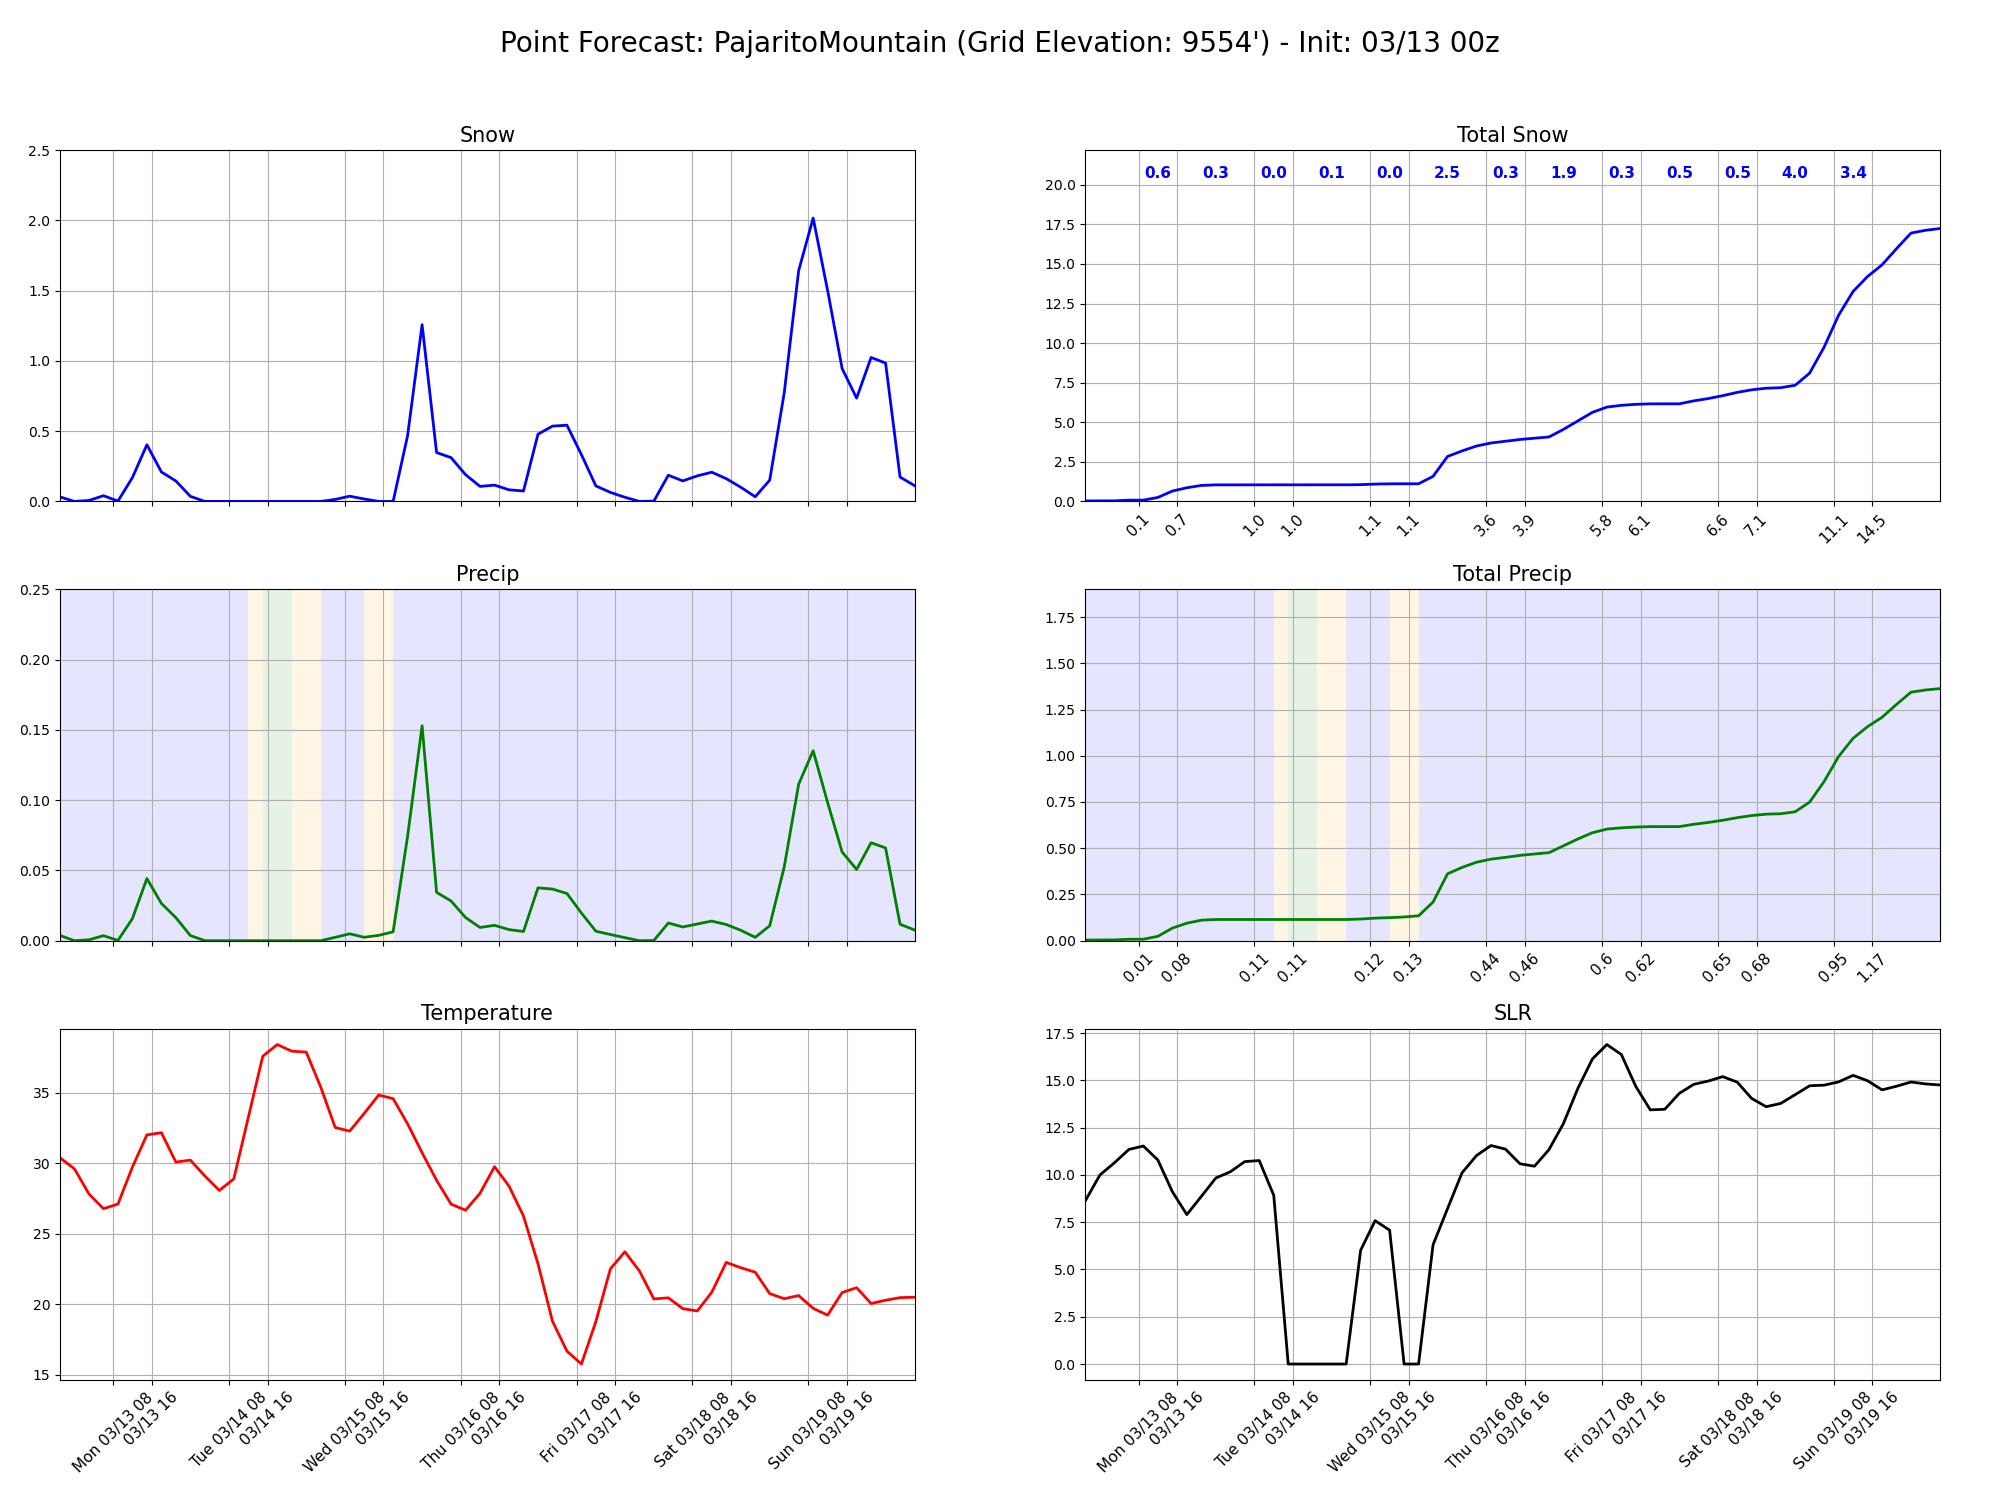 Point Forecast: PajaritoMountain (Grid Elevation: 9554') - Init: 03/13 00z
Snow
2.5
2.0
1.5
1.0
0.5
0.0
Total Snow
0.6 0.3 0.0 0.1 0.0 2.5 0.3 1.9 0.3 0.5 0.5 4.0 3.4
20.0
17.5
15.0
12.5
10.0
7.5
5.0
2.5
0.0
0.1 0.7 1.0 1.0 1.1 1.1 3.6 3.9 5.8 6.1 6.6 7.1 11.1 14.5
Precip
0.25
0.20
0.15
0.10
0.05
0.00
Total Precip
1.75
1.50
1.25
1.00
0.75
0.50
0.25
0.00
0.01 0.08 0.11 0.11 0.12 0.13 0.44 0.46 0.6 0.62 0.65 0.68 0.95 1.17
Temperature
35
30
25
20
15
Mon 03/13 08
03/13 16
Tue 03/14 08
03/14 16
Wed 03/15 08
03/15 16
Thu 03/16 08
03/16 16
Fri 03/17 08
03/17 16
Sat 03/18 08
03/18 16
Sun 03/19 08
03/19 16
SLR
17.5
15.0
12.5
10.0
7.5
5.0
2.5
0.0
Mon 03/13 08
03/13 16
Tue 03/14 08
03/14 16
Wed 03/15 08
03/15 16
Thu 03/16 08
03/16 16
Fri 03/17 08
03/17 16
Sat 03/18 08
03/18 16
Sun 03/19 08
03/19 16